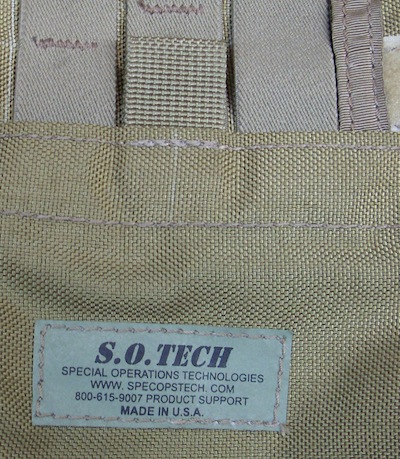 S.O.TECH
SPECIAL OPERATIONS TECHNOLOGIES
WWW. SPECOPSTECH. COM
800-615-9007 PRODUCT SUPPORT
MADE IN U.S.A.